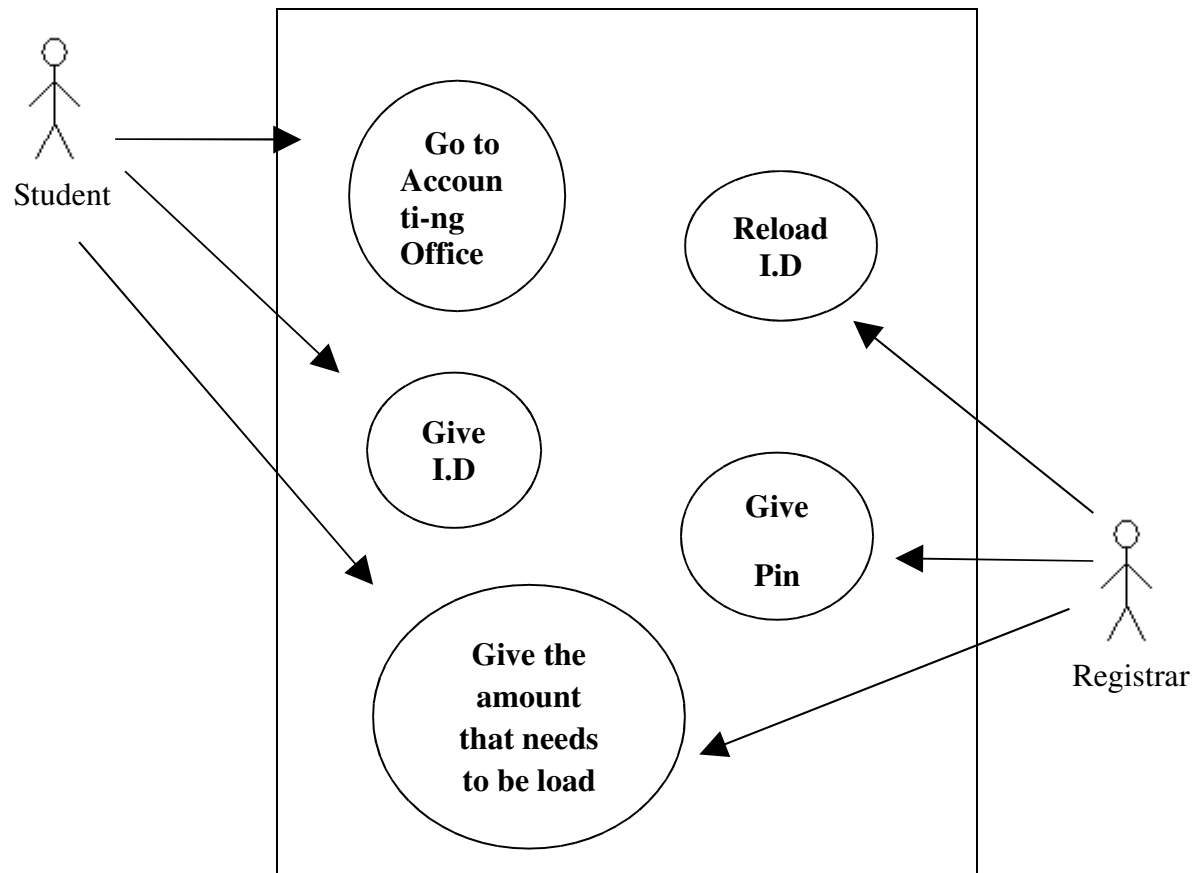 Student
Go to
Accoun
ti-ng
Office
Reload
I.D
Give
I.D
Give
Pin
Give the
amount
that needs
to be load
Registrar